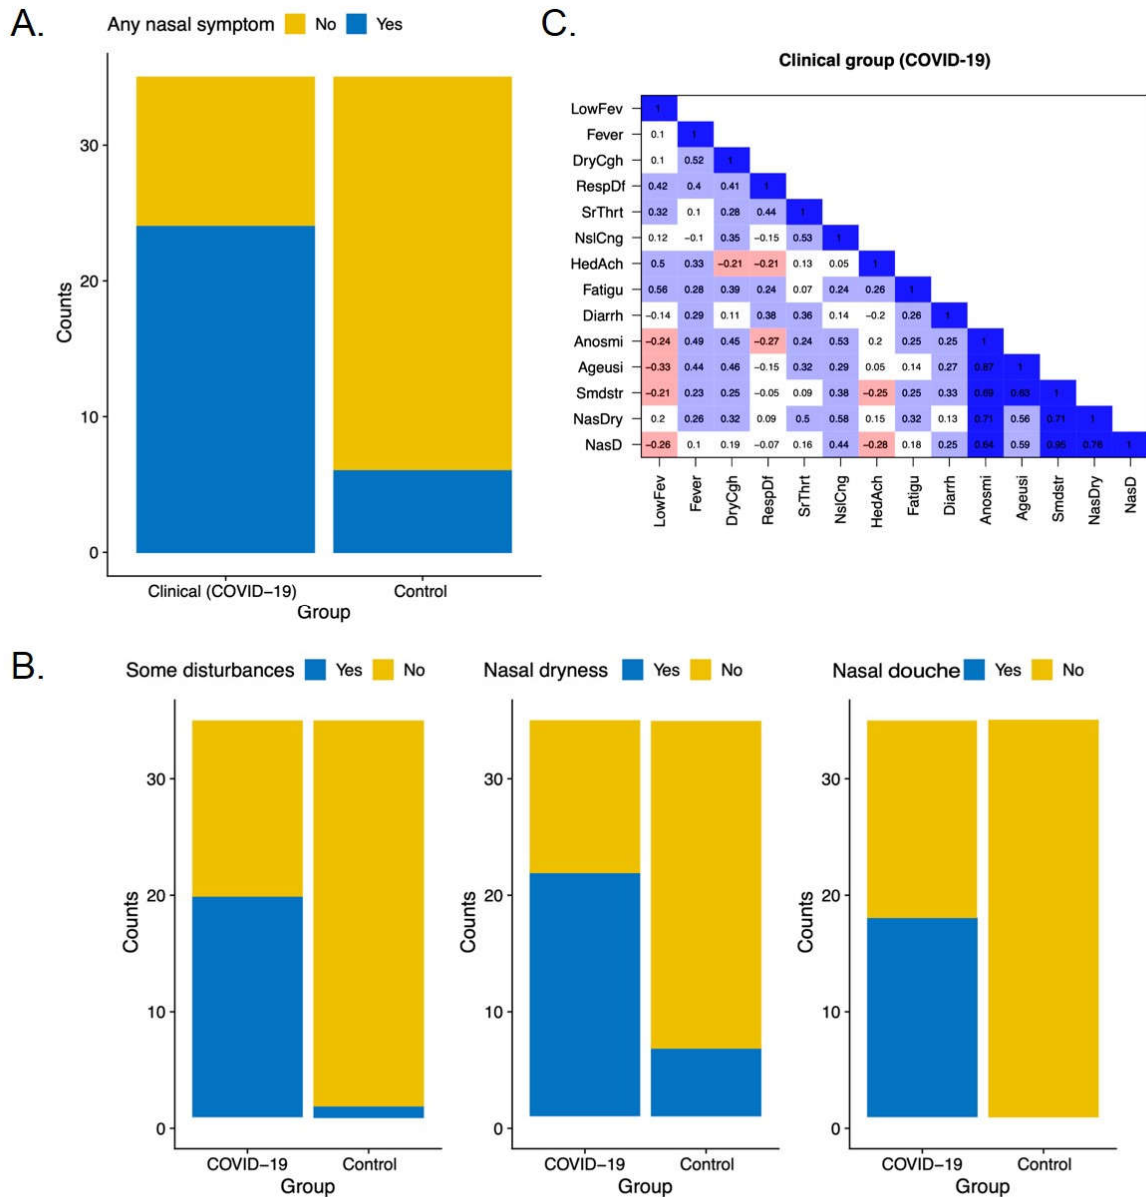 A.
Any nasal symptom No Yes
Counts
30
20
10
0
Clinical (COVID−19) Control
Group
C.
Clinical group (COVID-19)
LowFev 1
Fever 0.1 1
DryCgh 0.1 0.52 1
RespDf 0.42 0.4 0.41 1
SrThrt 0.32 0.1 0.28 0.44 1
NslCng 0.12 −0.1 0.35 −0.15 0.53 1
HedAch 0.5 0.33 −0.21 −0.21 0.13 0.05 1
Fatigu 0.56 0.28 0.39 0.24 0.07 0.24 0.26 1
Diarrh −0.14 0.29 0.11 0.38 0.36 0.14 −0.2 0.26 1
Anosmi −0.24 0.49 0.45 −0.27 0.24 0.53 0.2 0.25 0.25 1
Ageusi −0.33 0.44 0.46 −0.15 0.32 0.29 0.05 0.14 0.27 0.87 1
Smdstr −0.21 0.23 0.25 −0.05 0.09 0.38 −0.25 0.25 0.33 0.69 0.63 1
NasDry 0.2 0.26 0.32 0.09 0.5 0.58 0.15 0.32 0.13 0.71 0.56 0.71 1
NasD −0.26 0.1 0.19 −0.07 0.16 0.44 −0.28 0.18 0.25 0.64 0.59 0.95 0.76 1
LowFev Fever DryCgh RespDf SrThrt NslCng HedAch Fatigu Diarrh Anosmi Ageusi Smdstr NasDry NasD
B.
Some disturbances Yes No
Counts
30
20
10
0
COVID−19 Control
Group
Nasal dryness Yes No
Counts
30
20
10
0
COVID−19 Control
Group
Nasal douche Yes No
Counts
30
20
10
0
COVID−19 Control
Group